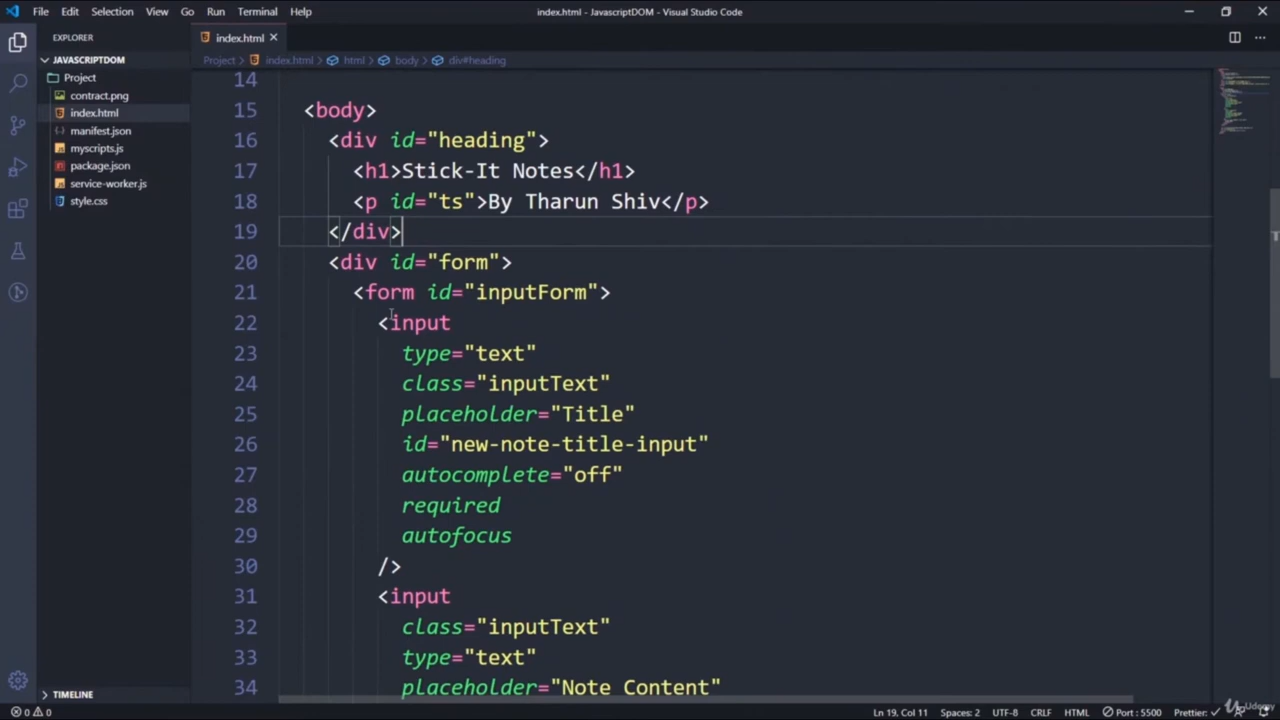 File Edit Selection View Go Run Terminal Help
index.html - JavascriptDOM - Visual Studio Code
EXPLORER
JAVASCRIPTDOM
Project
contract.png
index.html
manifest.json
myscripts.js
package.json
service-worker.js
style.css
TIMELINE
index.html
Project > index.html > html > body > div#heading
14
15 <body>
16 <div id="heading">
17 <h1>Stick-It Notes</h1>
18 <p id="ts">By Tharun Shiv</p>
19 </div>
20 <div id="form">
21 <form id="inputForm">
22 <input
23 type="text"
24 class="inputText"
25 placeholder="Title"
26 id="new-note-title-input"
27 autocomplete="off"
28 required
29 autofocus
30 />
31 <input
32 class="inputText"
33 type="text"
34 placeholder="Note Content"
0 0
Ln 19, Col 11 Spaces: 2 UTF-8 CRLF HTML Port : 5500 Prettier: ✓
Udemy